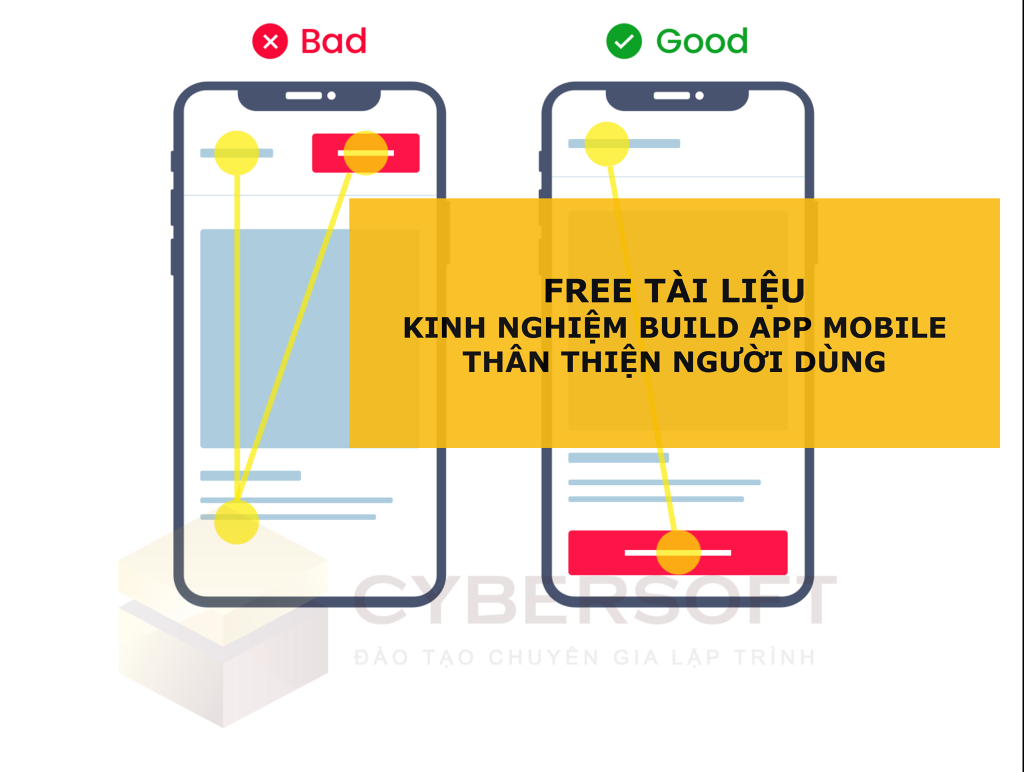 Bad
Good
FREE TÀI LIỆU
KINH NGHIỆM BUILD APP MOBILE
THÂN THIỆN NGƯỜI DÙNG
CYBERSOFT
ĐÀO TẠO CHUYÊN GIA LẬP TRÌNH